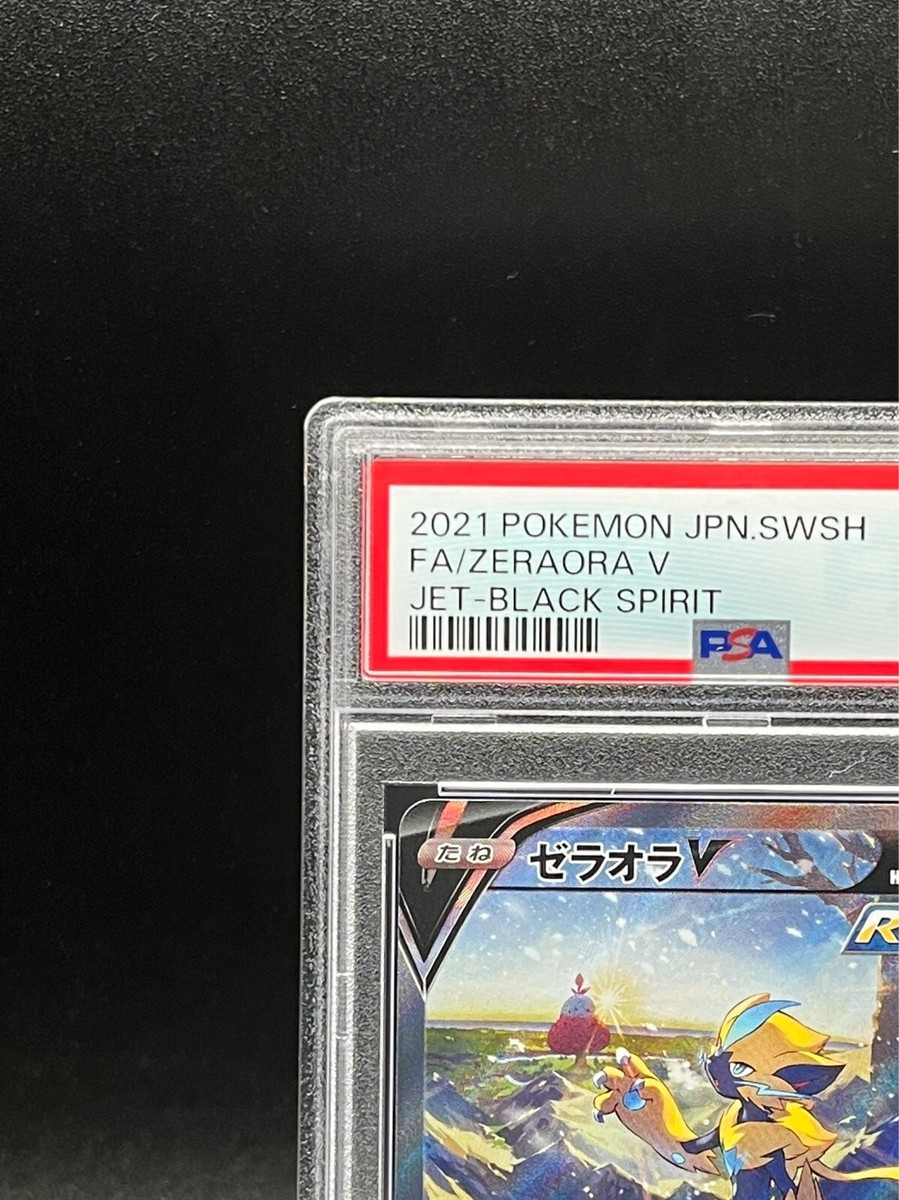 2021 POKEMON JPN.SWSH
FA/ZERAORA V
JET-BLACK SPIRIT
PSA
たね ゼラオラV
H
R